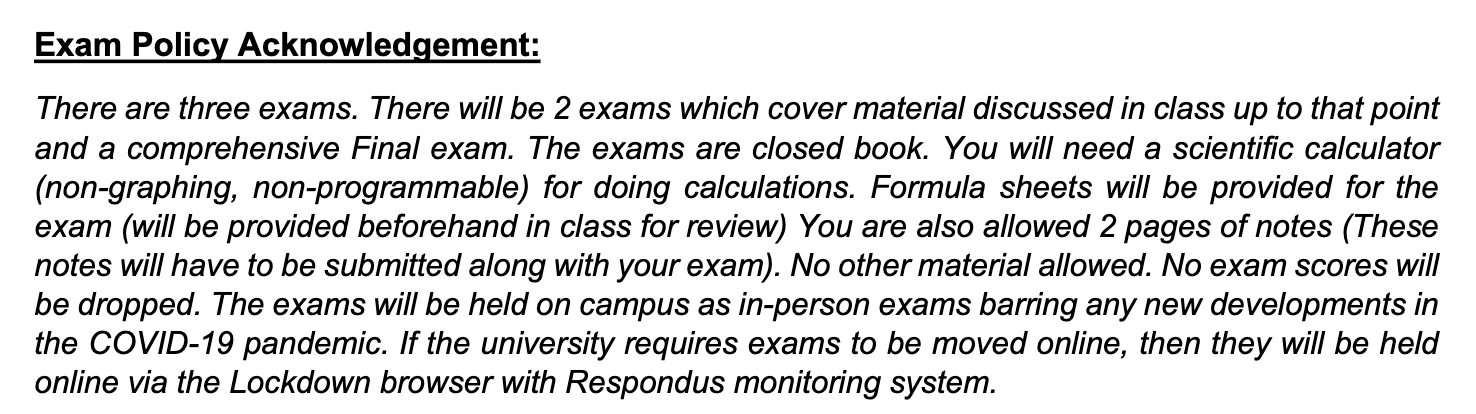 Exam Policy Acknowledgement:
There are three exams. There will be 2 exams which cover material discussed in class up to that point
and a comprehensive Final exam. The exams are closed book. You will need a scientific calculator
(non-graphing, non-programmable) for doing calculations. Formula sheets will be provided for the
exam (will be provided beforehand in class for review) You are also allowed 2 pages of notes (These
notes will have to be submitted along with your exam). No other material allowed. No exam scores will
be dropped. The exams will be held on campus as in-person exams barring any new developments in
the COVID-19 pandemic. If the university requires exams to be moved online, then they will be held
online via the Lockdown browser with Respondus monitoring system.